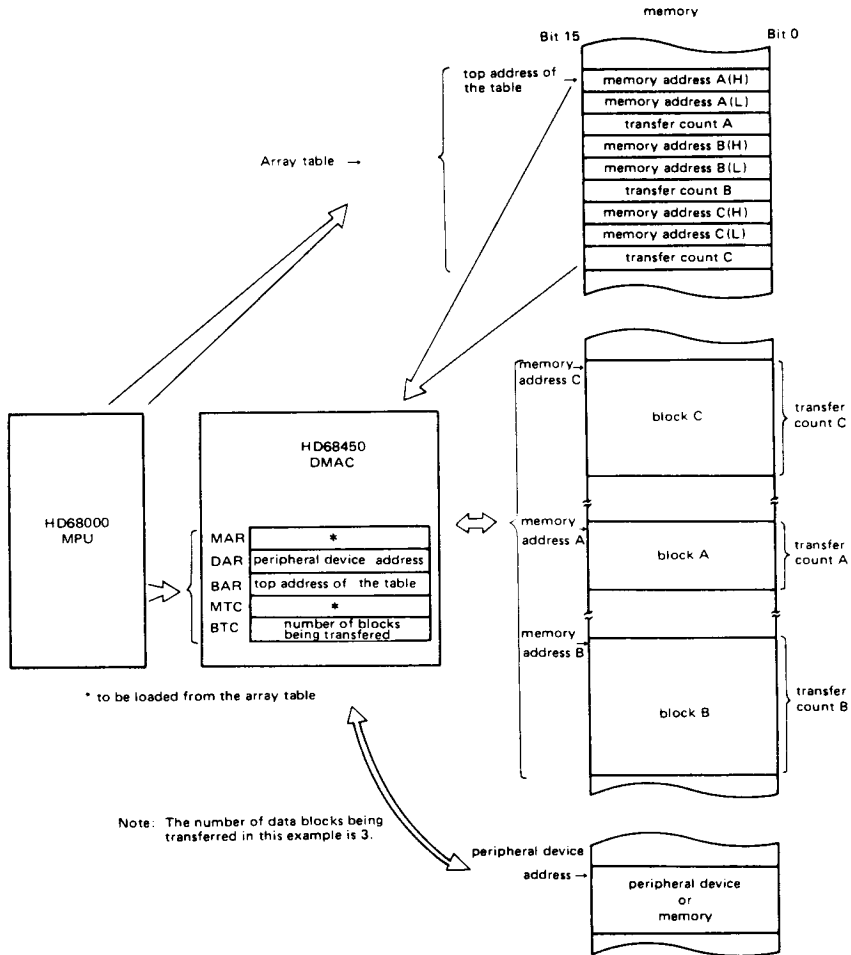 memory
Bit 15
Bit 0
top address of
the table →
memory address A(H)
memory address A(L)
transfer count A
memory address B(H)
memory address B(L)
transfer count B
memory address C(H)
memory address C(L)
transfer count C
Array table →
memory
address C
block C
transfer
count C
HD68000
MPU
HD68450
DMAC
MAR
*
DAR
peripheral device address
BAR
top address of the table
MTC
*
BTC
number of blocks
being transfered
memory
address A
block A
transfer
count A
memory
address B
block B
transfer
count B
* to be loaded from the array table
Note: The number of data blocks being
transferred in this example is 3.
peripheral device
address →
peripheral device
or
memory